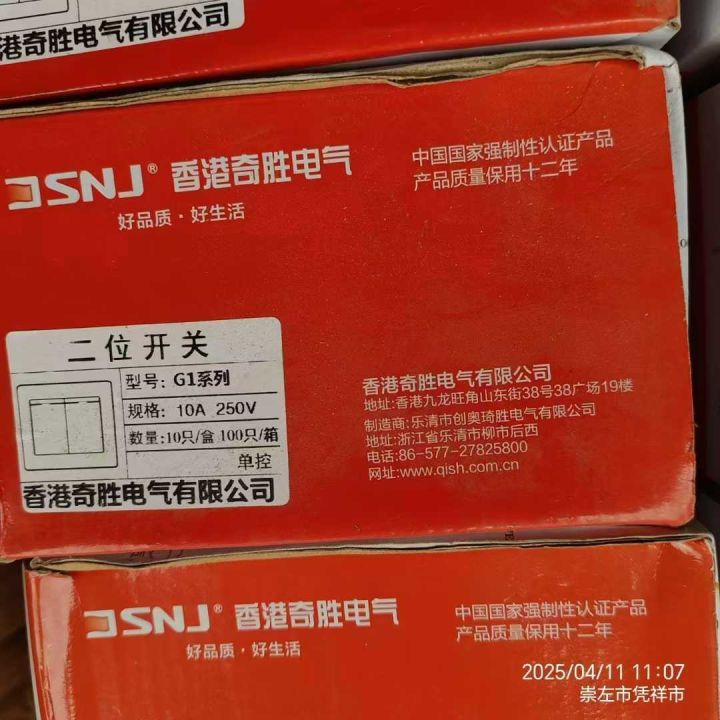 香港奇胜电气有限公司
JSNJ® 香港奇胜电气
好品质·好生活
中国国家强制性认证产品
产品质量保用十二年
二位开关
型号: G1系列
规格: 10A 250V
数量:10只/盒 100只/箱
单控
香港奇胜电气有限公司
香港奇胜电气有限公司
地址:香港九龙旺角山东街38号38广场19楼
制造商:乐清市创奥琦胜电气有限公司
地址:浙江省乐清市柳市后西
电话:86-577-27825800
网址:www.qish.com.cn
JSNJ® 香港奇胜电气
好品质·好生活
中国国家强制性认证产品
产品质量保用十二年
2025/04/11 11:07
崇左市凭祥市